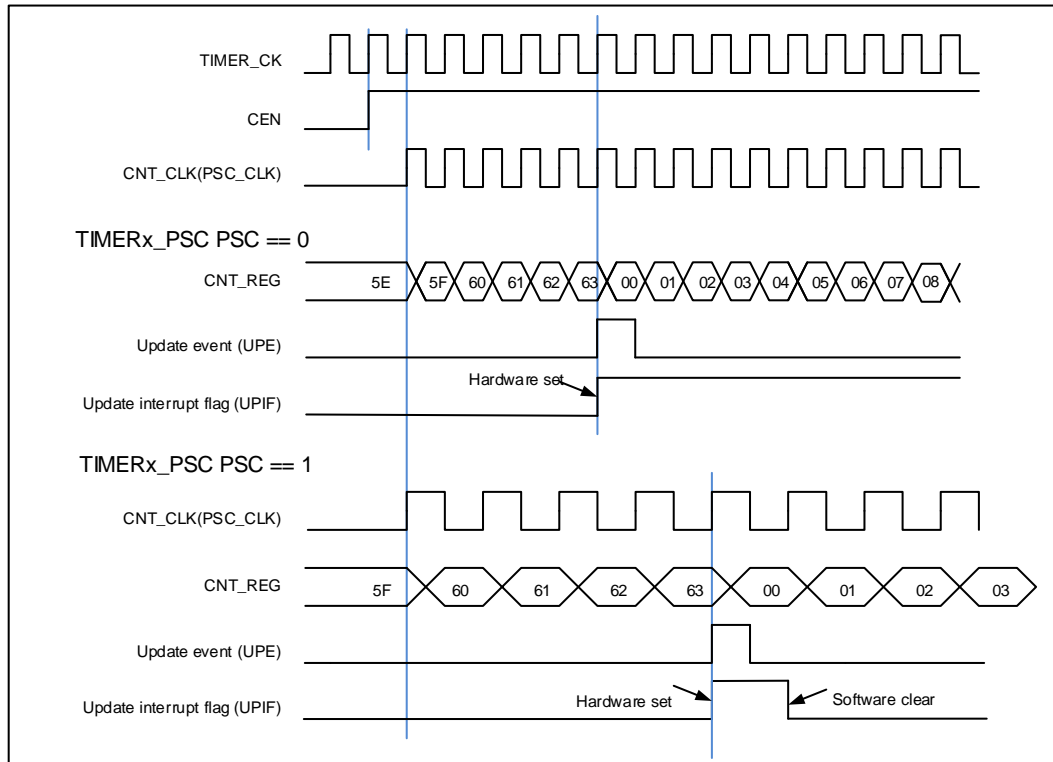 TIMER_CK
CEN
CNT_CLK(PSC_CLK)
TIMERx_PSC PSC == 0
CNT_REG 5E 5F 60 61 62 63 00 01 02 03 04 05 06 07 08
Update event (UPE)
Hardware set
Update interrupt flag (UPIF)
TIMERx_PSC PSC == 1
CNT_CLK(PSC_CLK)
CNT_REG 5F 60 61 62 63 00 01 02 03
Update event (UPE)
Update interrupt flag (UPIF) Hardware set Software clear